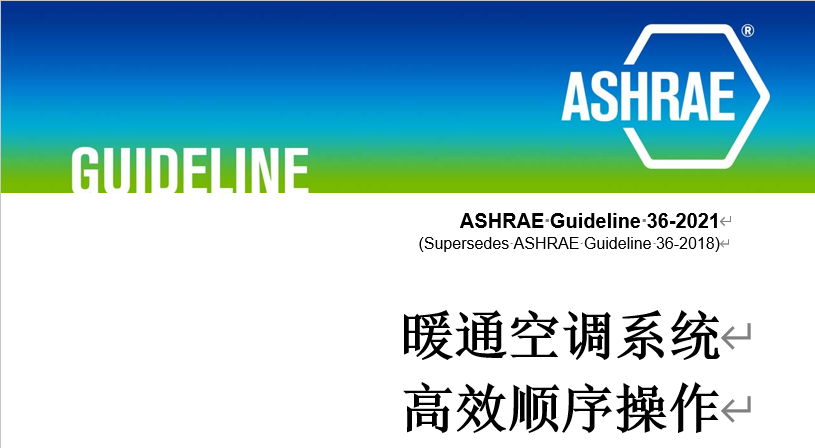 ASHRAE®
GUIDELINE
ASHRAE Guideline 36-2021
(Supersedes ASHRAE Guideline 36-2018)
暖通空调系统
高效顺序操作